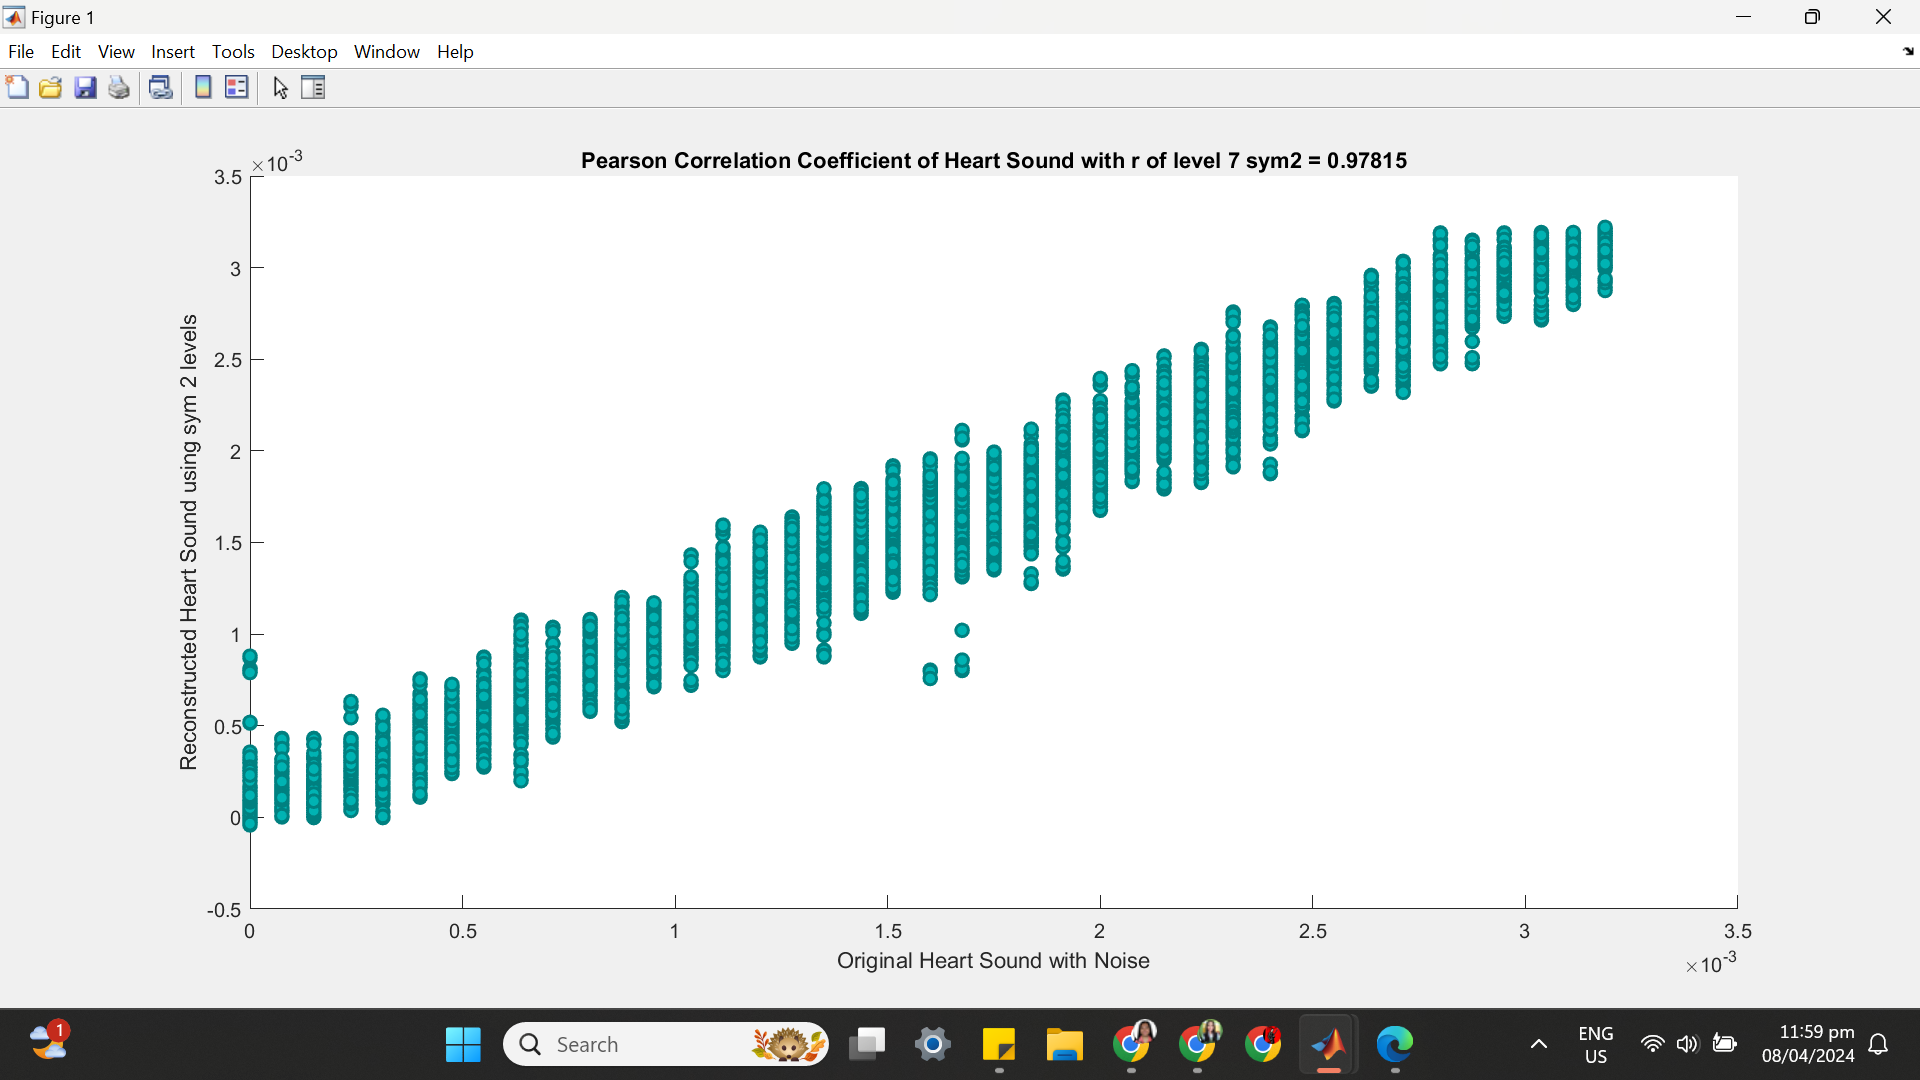 Figure 1
File Edit View Insert Tools Desktop Window Help
Pearson Correlation Coefficient of Heart Sound with r of level 7 sym2 = 0.97815
×10-3
3.5
3
2.5
2
1.5
1
0.5
0
-0.5
Reconstructed Heart Sound using sym 2 levels
0 0.5 1 1.5 2 2.5 3 3.5
Original Heart Sound with Noise
×10-3
1
Search
ENG
US
11:59 pm
08/04/2024